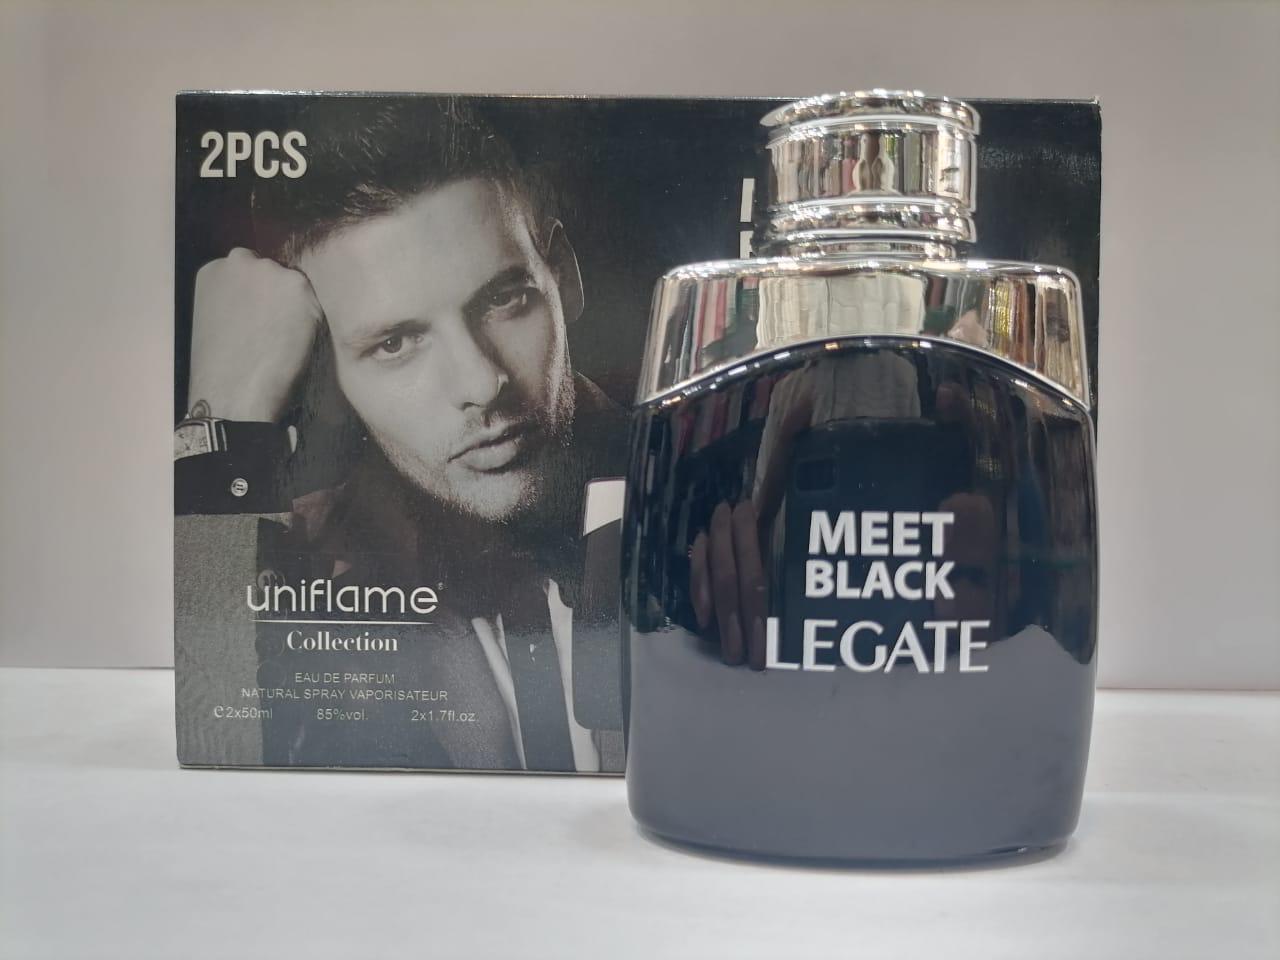 2PCS
uniflame®
Collection
EAU DE PARFUM
NATURAL SPRAY VAPORISATEUR
℮2x50ml 85%vol. 2x1.7fl.oz.
MEET
BLACK
LEGATE